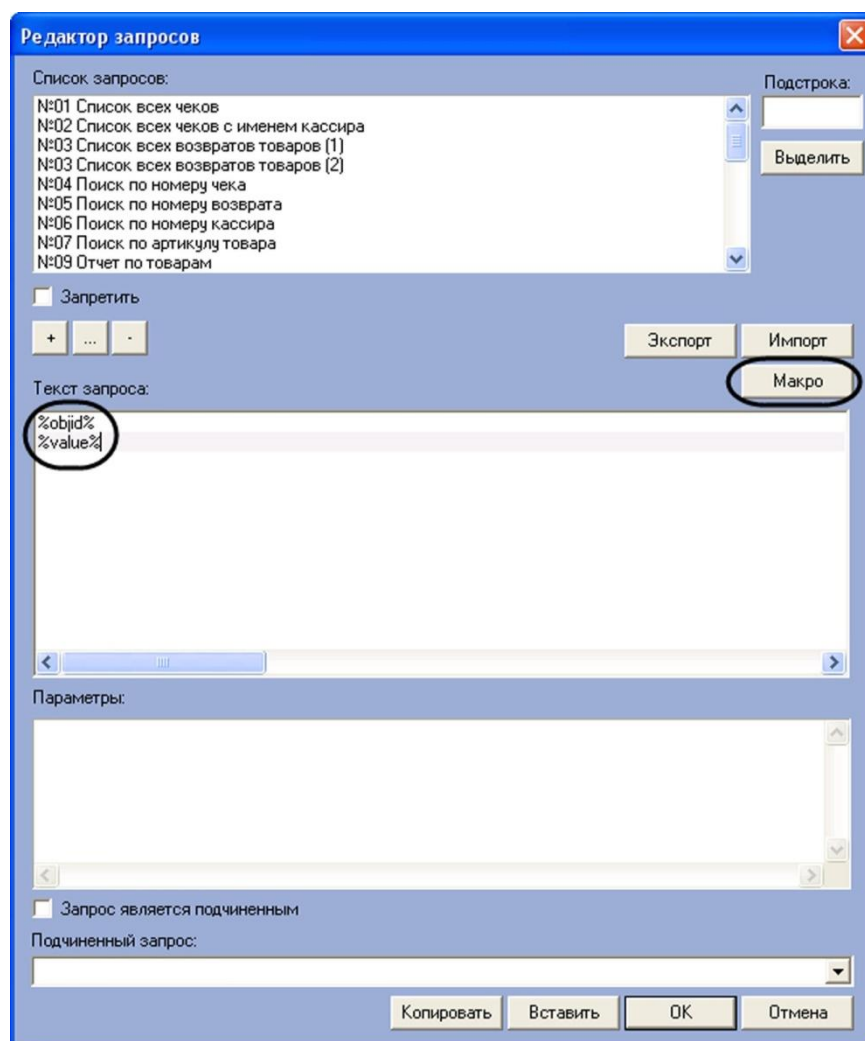 Редактор запросов
Список запросов:
Подстрока:
№01 Список всех чеков
№02 Список всех чеков с именем кассира
№03 Список всех возвратов товаров (1)
№03 Список всех возвратов товаров (2)
№04 Поиск по номеру чека
№05 Поиск по номеру возврата
№06 Поиск по номеру кассира
№07 Поиск по артикулу товара
№09 Отчет по товарам
Выделить
Запретить
+ ... -
Экспорт Импорт
Макро
Текст запроса:
%objid%
%value%
Параметры:
Запрос является подчиненным
Подчиненный запрос:
Копировать Вставить OK Отмена